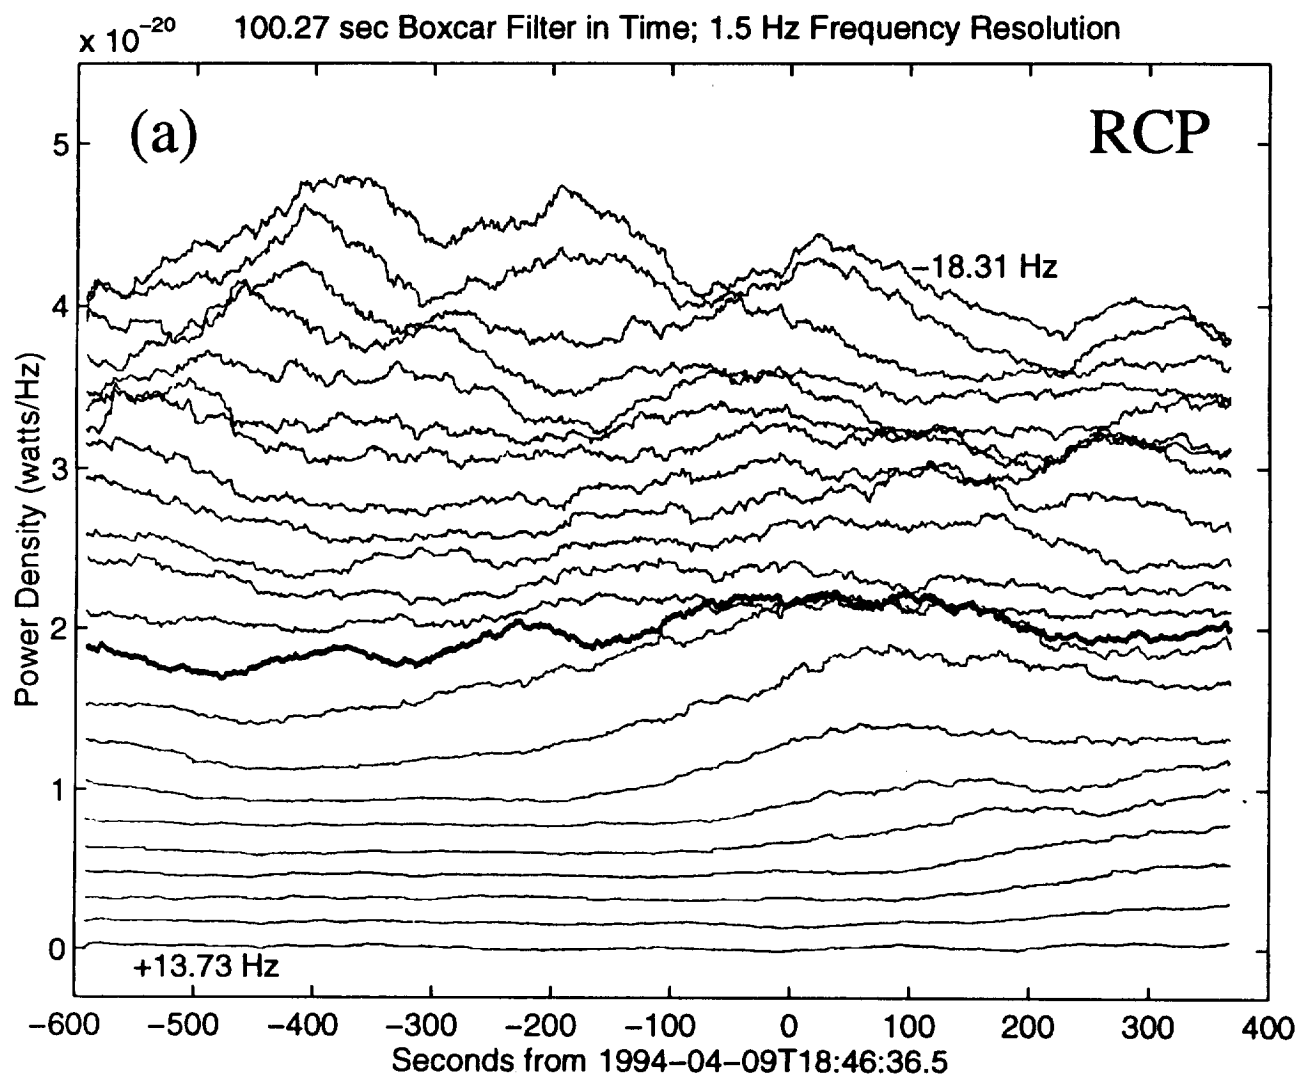 x 10−20 100.27 sec Boxcar Filter in Time; 1.5 Hz Frequency Resolution
(a) RCP
5
−18.31 Hz
4
3
2
1
0
Power Density (watts/Hz)
+13.73 Hz
−600 −500 −400 −300 −200 −100 0 100 200 300 400
Seconds from 1994−04−09T18:46:36.5